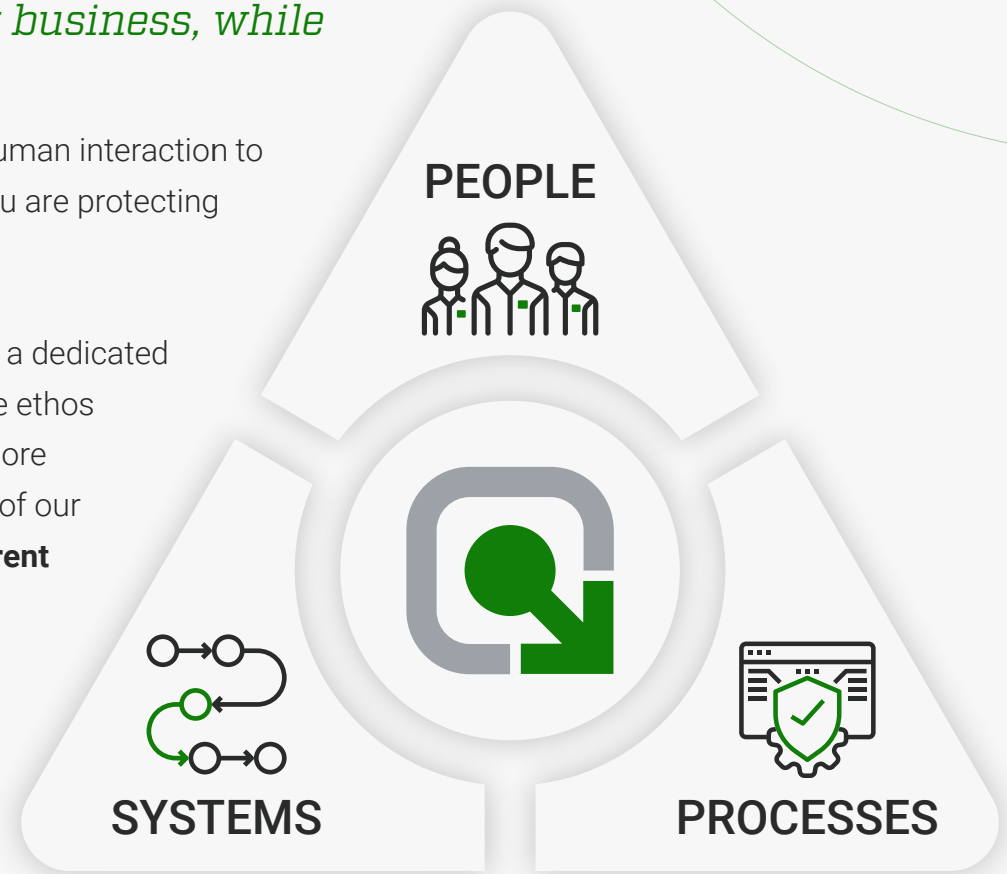 business, while
uman interaction to
u are protecting
a dedicated
e ethos
ore
of our
rent
PEOPLE
SYSTEMS
PROCESSES